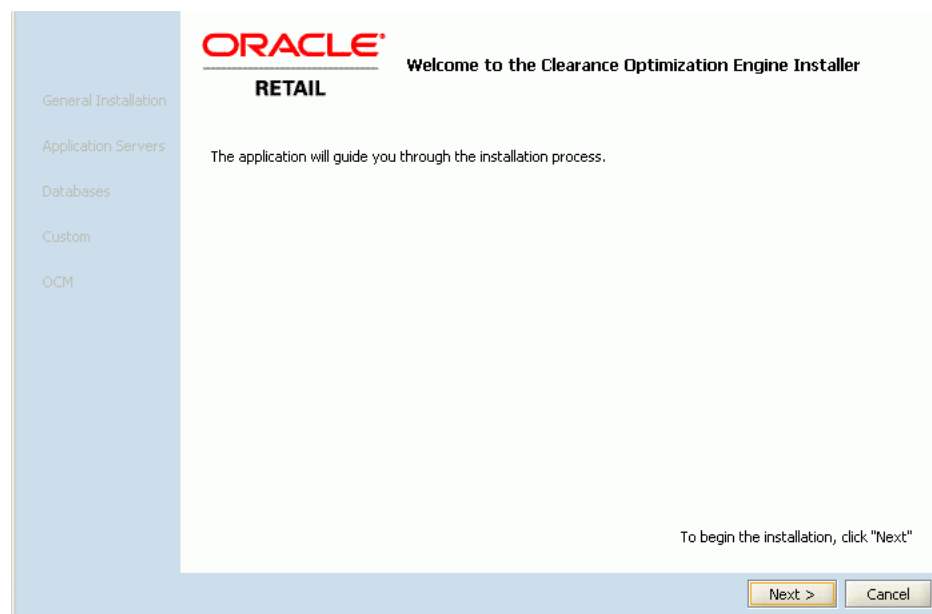 ORACLE
RETAIL
Welcome to the Clearance Optimization Engine Installer
General Installation
Application Servers
Databases
Custom
OCM
The application will guide you through the installation process.
To begin the installation, click "Next"
Next >
Cancel